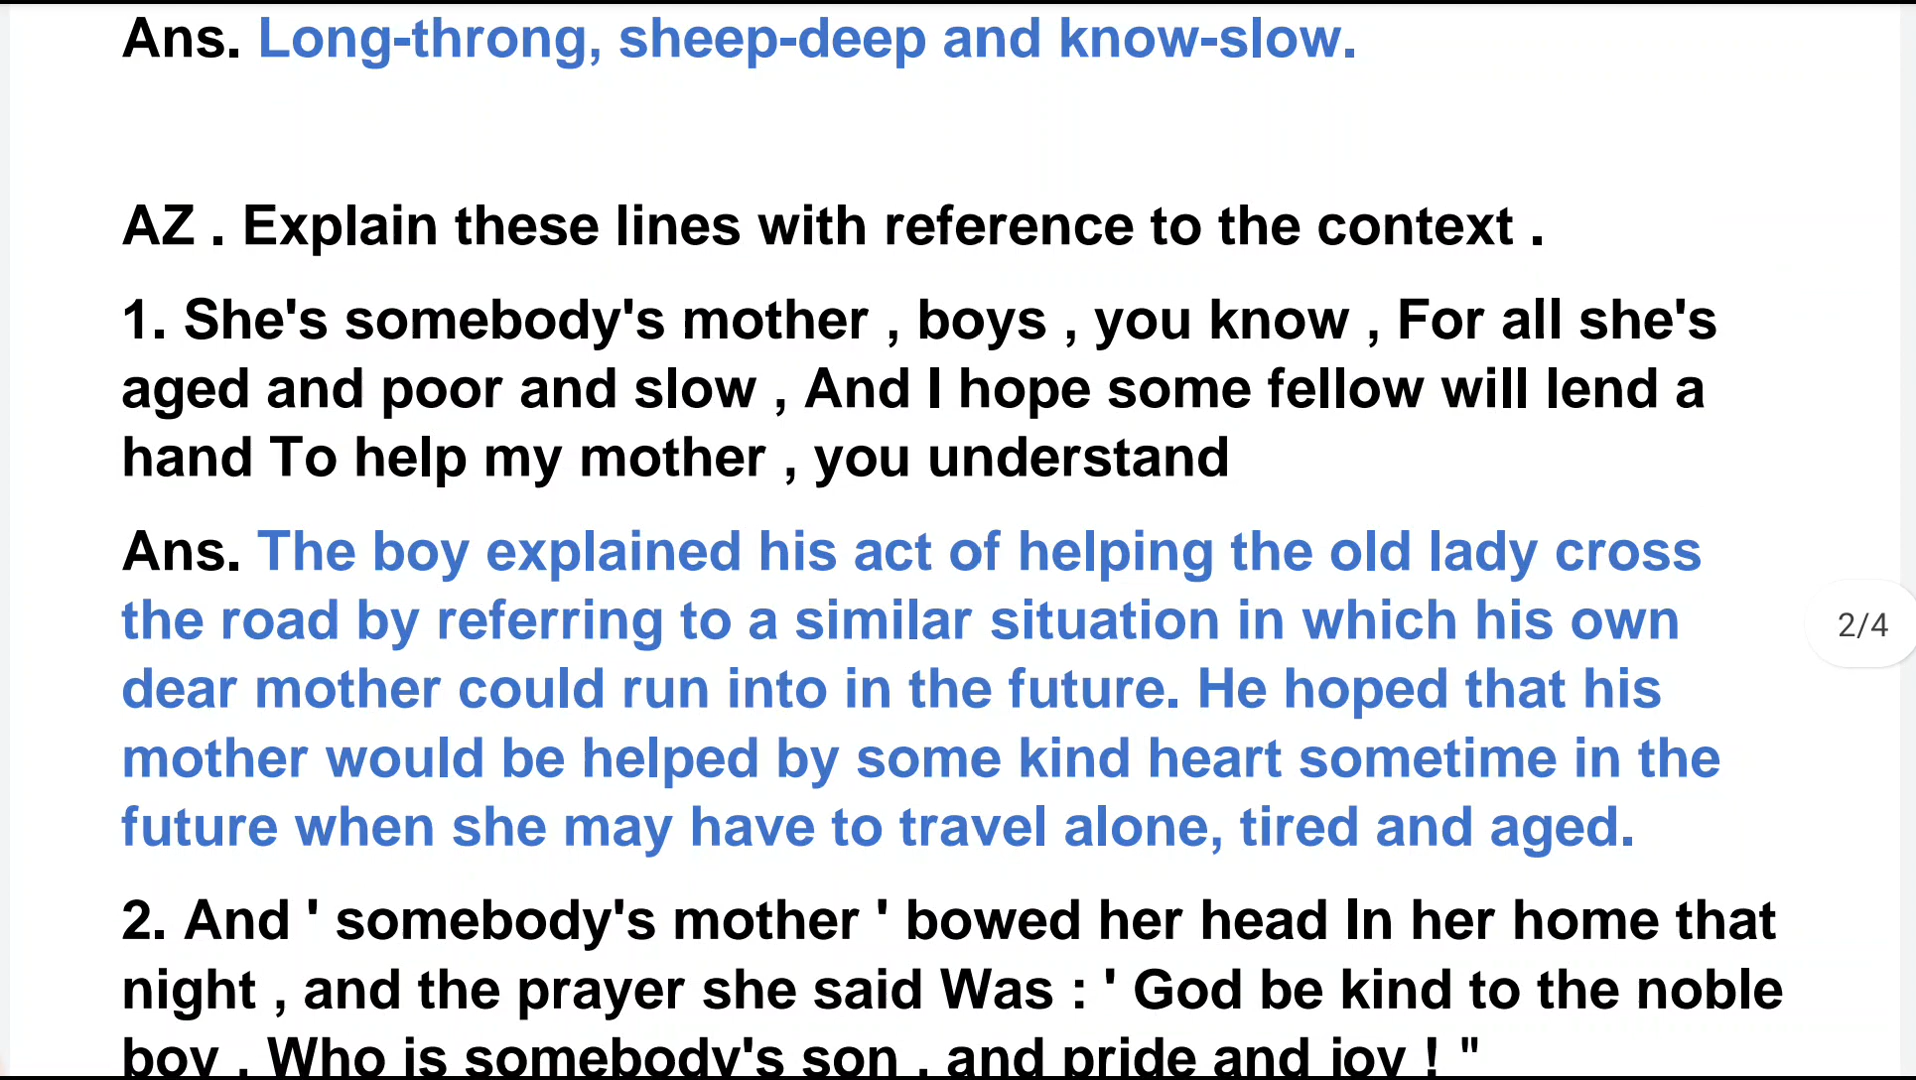 Ans. Long-throng, sheep-deep and know-slow.
AZ . Explain these lines with reference to the context .
1. She's somebody's mother , boys , you know , For all she's
aged and poor and slow , And I hope some fellow will lend a
hand To help my mother , you understand
Ans. The boy explained his act of helping the old lady cross
the road by referring to a similar situation in which his own
dear mother could run into in the future. He hoped that his
2/4
mother would be helped by some kind heart sometime in the
future when she may have to travel alone, tired and aged.
2. And ' somebody's mother ' bowed her head In her home that
night , and the prayer she said Was : ' God be kind to the noble
boy , Who is somebody's son , and pride and joy ! "